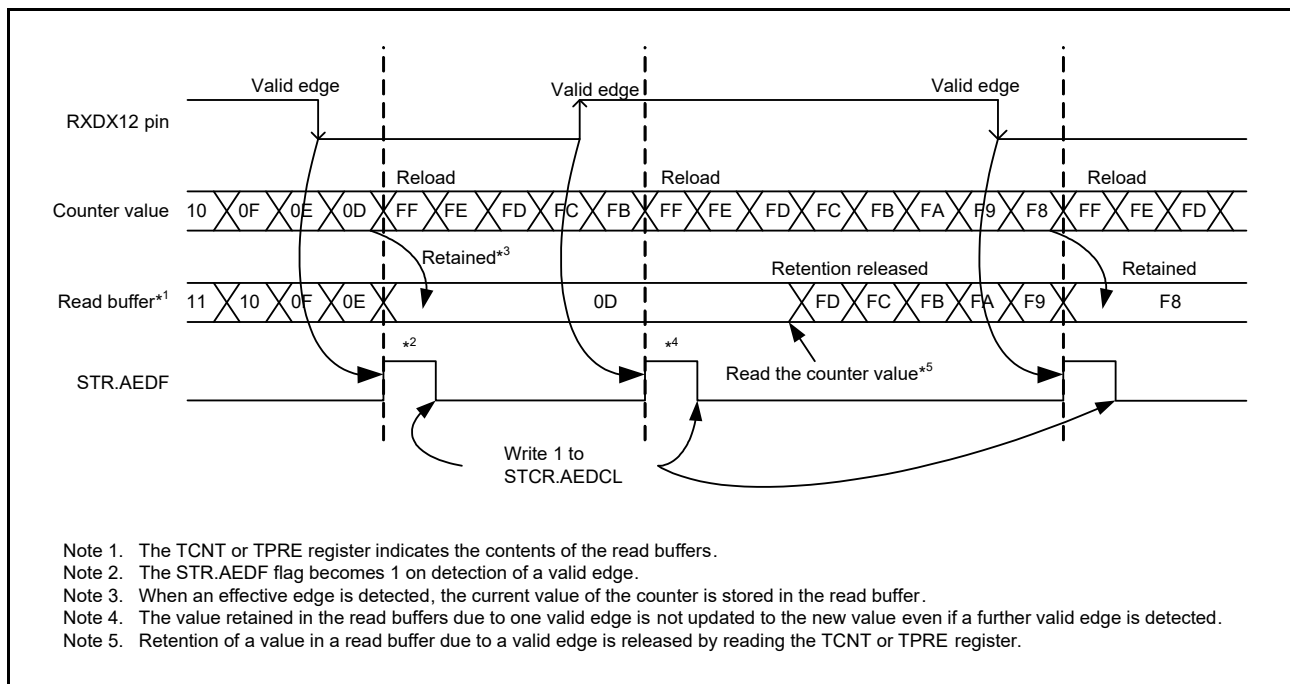 Valid edge Valid edge Valid edge
RXDX12 pin
Reload Reload Reload
Counter value 10 0F 0E 0D FF FE FD FC FB FF FE FD FC FB FA F9 F8 FF FE FD
Retained*3 Retention released Retained
Read buffer*1 11 10 0F 0E 0D FD FC FB FA F9 F8
*2 *4
STR.AEDF Read the counter value*5
Write 1 to
STCR.AEDCL
Note 1. The TCNT or TPRE register indicates the contents of the read buffers.
Note 2. The STR.AEDF flag becomes 1 on detection of a valid edge.
Note 3. When an effective edge is detected, the current value of the counter is stored in the read buffer.
Note 4. The value retained in the read buffers due to one valid edge is not updated to the new value even if a further valid edge is detected.
Note 5. Retention of a value in a read buffer due to a valid edge is released by reading the TCNT or TPRE register.